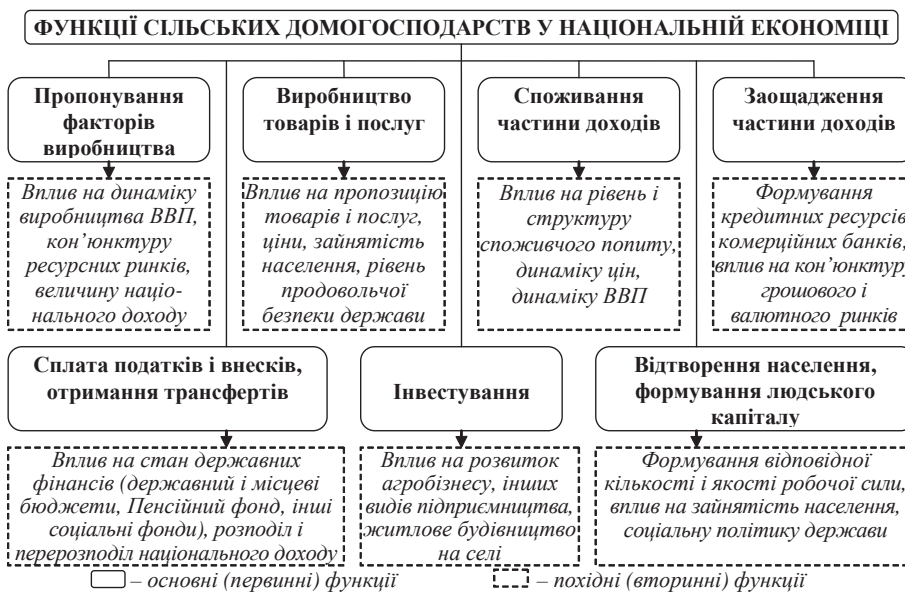 ФУНКЦІЇ СІЛЬСЬКИХ ДОМОГОСПОДАРСТВ У НАЦІОНАЛЬНІЙ ЕКОНОМІЦІ
Пропонування
факторів
виробництва
Вплив на динаміку
виробництва ВВП,
кон’юнктуру
ресурсних ринків,
величину націо-
нального доходу
Виробництво
товарів і послуг
Вплив на пропозицію
товарів і послуг,
ціни, зайнятість
населення, рівень
продовольчої
безпеки держави
Споживання
частини доходів
Вплив на рівень і
структуру
споживчого попиту,
динаміку цін,
динаміку ВВП
Заощадження
частини доходів
Формування
кредитних ресурсів
комерційних банків,
вплив на кон’юнктуру
грошового і
валютного ринків
Сплата податків і внесків,
отримання трансфертів
Вплив на стан державних
фінансів (державний і місцеві
бюджети, Пенсійний фонд, інші
соціальні фонди), розподіл і
перерозподіл національного доходу
Інвестування
Вплив на розвиток
агробізнесу, інших
видів підприємництва,
житлове будівництво
на селі
Відтворення населення,
формування людського
капіталу
Формування відповідної
кількості і якості робочої сили,
вплив на зайнятість населення,
соціальну політику держави
– основні (первинні) функції
– похідні (вторинні) функції